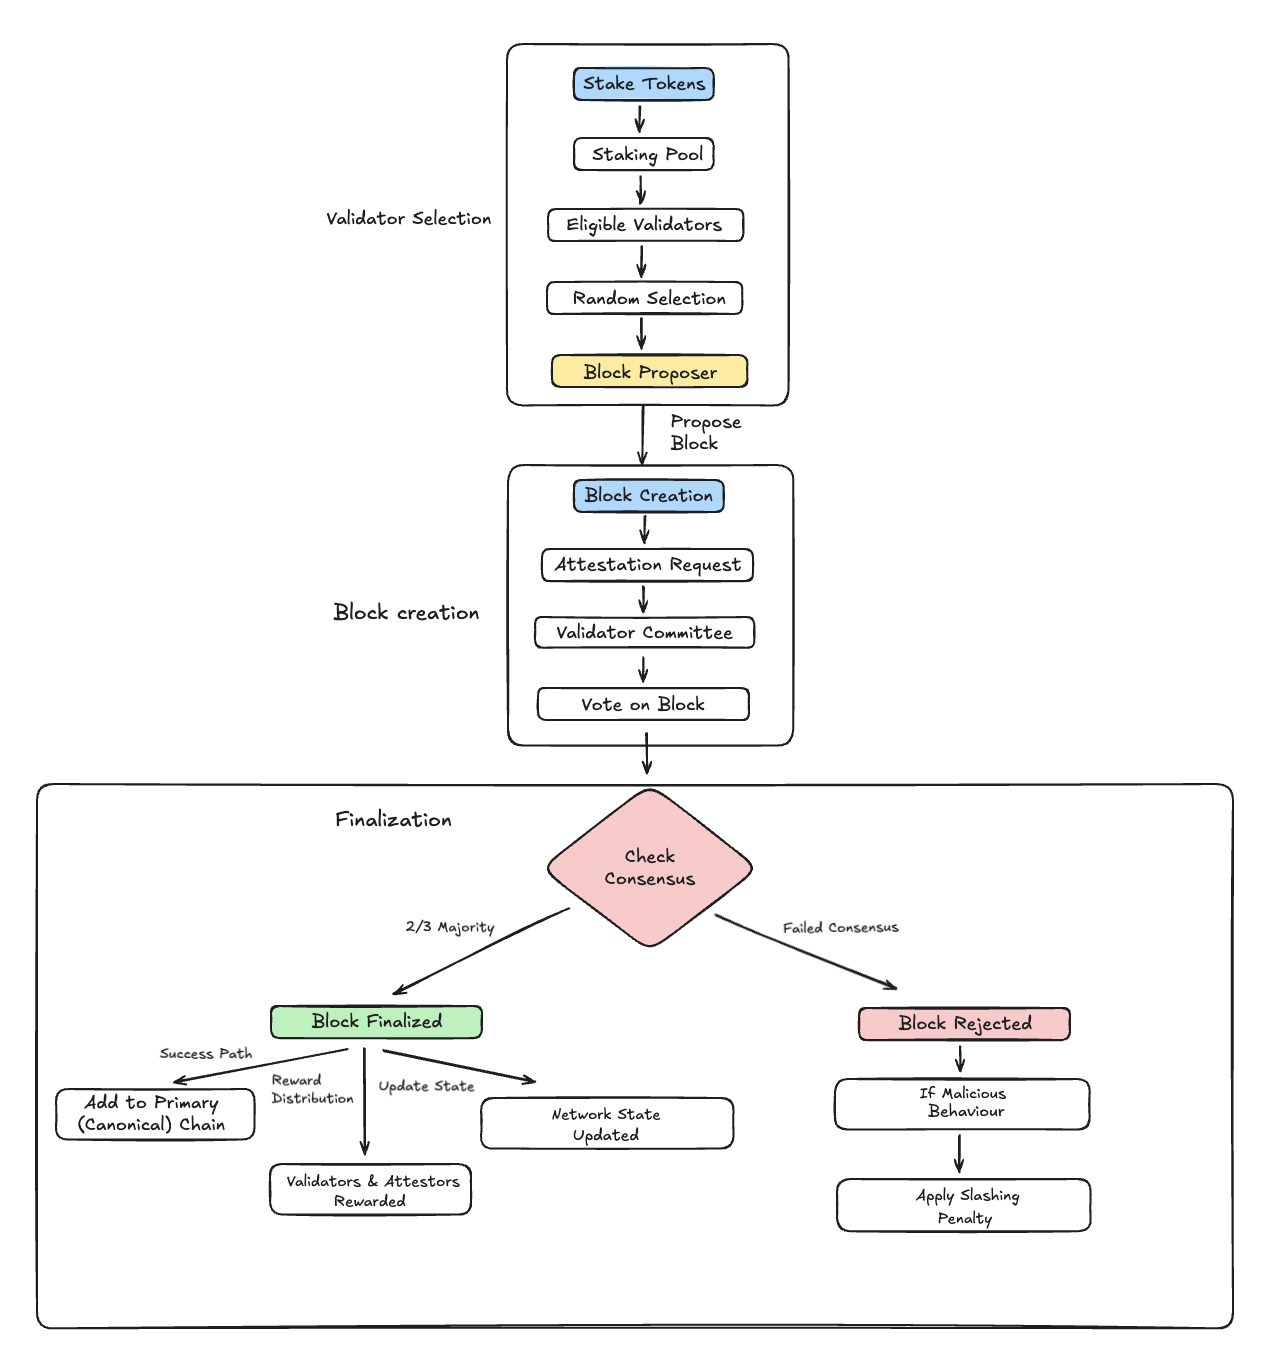 Stake Tokens
Staking Pool
Validator Selection
Eligible Validators
Random Selection
Block Proposer
Propose
Block
Block Creation
Attestation Request
Block creation
Validator Committee
Vote on Block
Finalization
Check
Consensus
2/3 Majority
Failed Consensus
Block Finalized
Block Rejected
Success Path
Reward
Distribution
Update State
Add to Primary
(Canonical) Chain
Network State
Updated
If Malicious
Behaviour
Validators & Attestors
Rewarded
Apply Slashing
Penalty